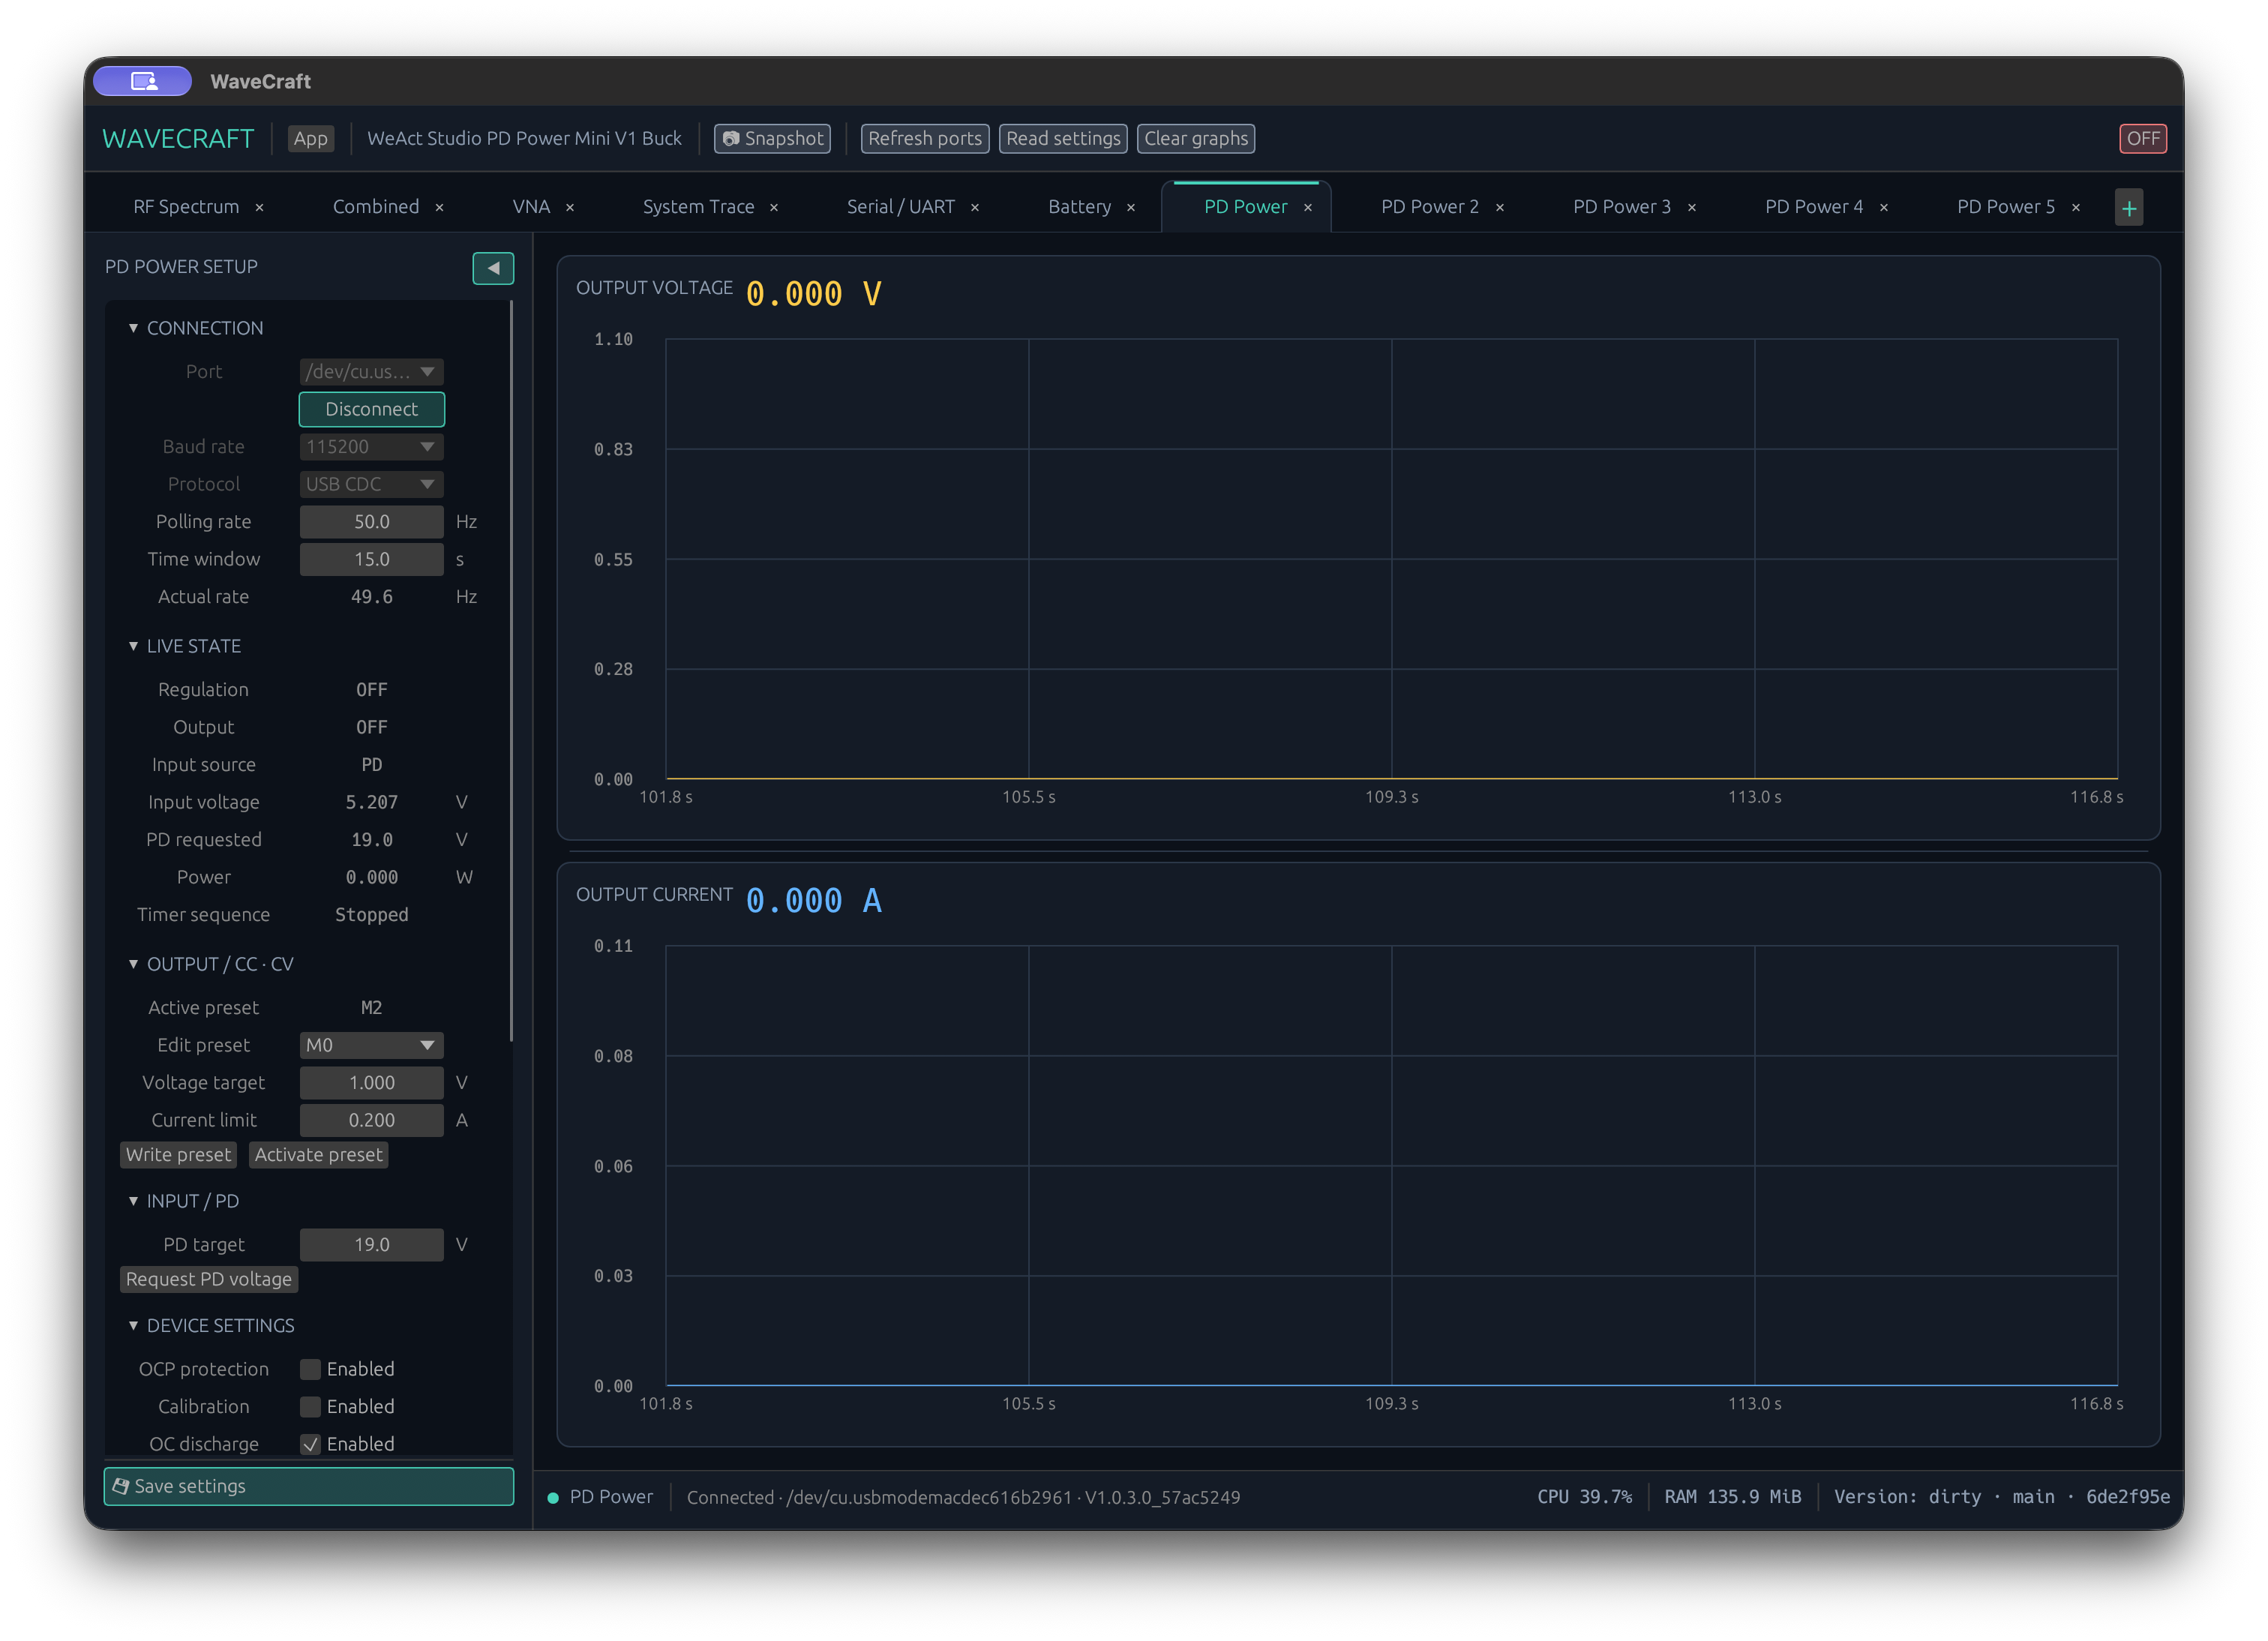 WaveCraft
WAVECRAFT App WeAct Studio PD Power Mini V1 Buck Snapshot Refresh ports Read settings Clear graphs OFF
RF Spectrum × Combined × VNA × System Trace × Serial / UART × Battery × PD Power × PD Power 2 × PD Power 3 × PD Power 4 × PD Power 5 × +
PD POWER SETUP
CONNECTION
Port /dev/cu.us...
Disconnect
Baud rate 115200
Protocol USB CDC
Polling rate 50.0 Hz
Time window 15.0 s
Actual rate 49.6 Hz
LIVE STATE
Regulation OFF
Output OFF
Input source PD
Input voltage 5.207 V
PD requested 19.0 V
Power 0.000 W
Timer sequence Stopped
OUTPUT / CC · CV
Active preset M2
Edit preset M0
Voltage target 1.000 V
Current limit 0.200 A
Write preset Activate preset
INPUT / PD
PD target 19.0 V
Request PD voltage
DEVICE SETTINGS
OCP protection Enabled
Calibration Enabled
OC discharge Enabled
Save settings
OUTPUT VOLTAGE 0.000 V
1.10
0.83
0.55
0.28
0.00
101.8 s 105.5 s 109.3 s 113.0 s 116.8 s
OUTPUT CURRENT 0.000 A
0.11
0.08
0.06
0.03
0.00
101.8 s 105.5 s 109.3 s 113.0 s 116.8 s
PD Power Connected · /dev/cu.usbmodemacdec616b2961 · V1.0.3.0_57ac5249 CPU 39.7% RAM 135.9 MiB Version: dirty · main · 6de2f95e